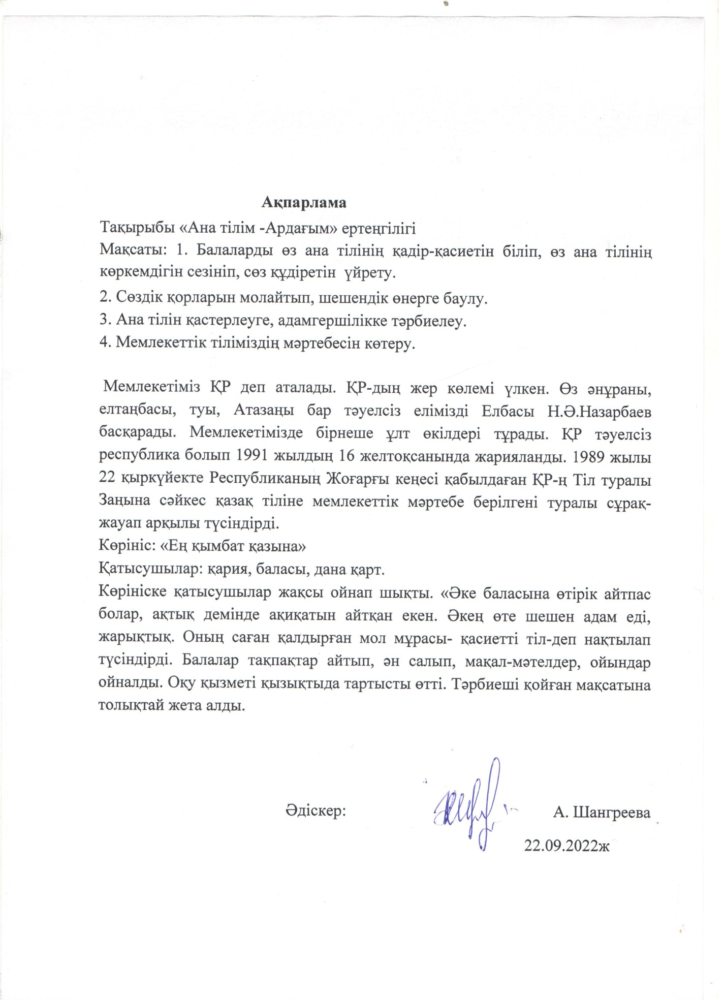 Ақпарлама
Тақырыбы «Ана тілім -Ардағым» ертеңгілігі
Мақсаты: 1. Балаларды өз ана тілінің қадір-қасиетін біліп, өз ана тілінің
көркемдігін сезініп, сөз құдіретін үйрету.
2. Сөздік қорларын молайтып, шешендік өнерге баулу.
3. Ана тілін қастерлеуге, адамгершілікке тәрбиелеу.
4. Мемлекеттік тіліміздің мәртебесін көтеру.
Мемлекетіміз ҚР деп аталады. ҚР-дың жер көлемі үлкен. Өз әнұраны,
елтаңбасы, туы, Атазаңы бар тәуелсіз елімізді Елбасы Н.Ә.Назарбаев
басқарады. Мемлекетімізде бірнеше ұлт өкілдері тұрады. ҚР тәуелсіз
республика болып 1991 жылдың 16 желтоқсанында жарияланды. 1989 жылы
22 қыркүйекте Республиканың Жоғарғы кеңесі қабылдаған ҚР-ң Тіл туралы
Заңына сәйкес қазақ тіліне мемлекеттік мәртебе берілгені туралы сұрақ-
жауап арқылы түсіндірді.
Көрініс: «Ең қымбат қазына»
Қатысушылар: қария, баласы, дана қарт.
Көрініске қатысушылар жақсы ойнап шықты. «Әке баласына өтірік айтпас
болар, ақтық демінде ақиқатын айтқан екен. Әкең өте шешен адам еді,
жарықтық. Оның саған қалдырған мол мұрасы- қасиетті тіл-деп нақтылап
түсіндірді. Балалар тақпақтар айтып, ән салып, мақал-мәтелдер, ойындар
ойналды. Оқу қызметі қызықтыда тартысты өтті. Тәрбиеші қойған мақсатына
толықтай жета алды.
Әдіскер: А. Шангреева
22.09.2022ж